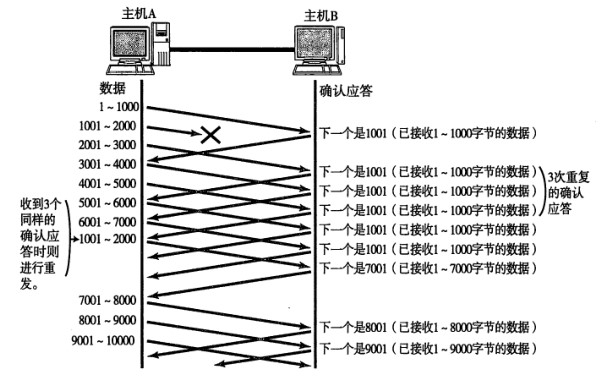 主机A
主机B
数据
确认应答
1~1000
1001~2000
下一个是1001（已接收1~1000字节的数据）
2001~3000
3001~4000
下一个是1001（已接收1~1000字节的数据）
4001~5000
下一个是1001（已接收1~1000字节的数据）
5001~6000
下一个是1001（已接收1~1000字节的数据）
3次重复
的确认
应答
6001~7000
下一个是1001（已接收1~1000字节的数据）
1001~2000
下一个是1001（已接收1~1000字节的数据）
下一个是7001（已接收1~7000字节的数据）
收到3个
同样的
确认应
答时则
进行重
发。
7001~8000
8001~9000
下一个是8001（已接收1~8000字节的数据）
9001~10000
下一个是9001（已接收1~9000字节的数据）